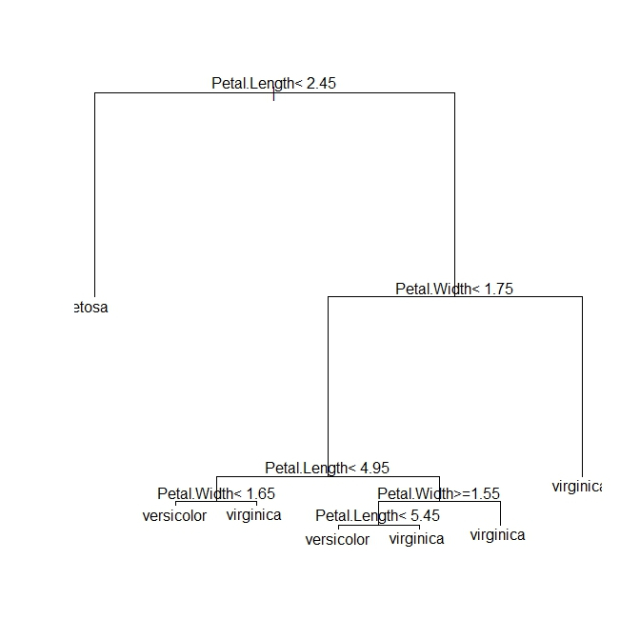 Petal.Length< 2.45
etosa
Petal.Width< 1.75
Petal.Length< 4.95
virginica
Petal.Width< 1.65
Petal.Width>=1.55
versicolor
virginica
Petal.Length< 5.45
virginica
versicolor
virginica